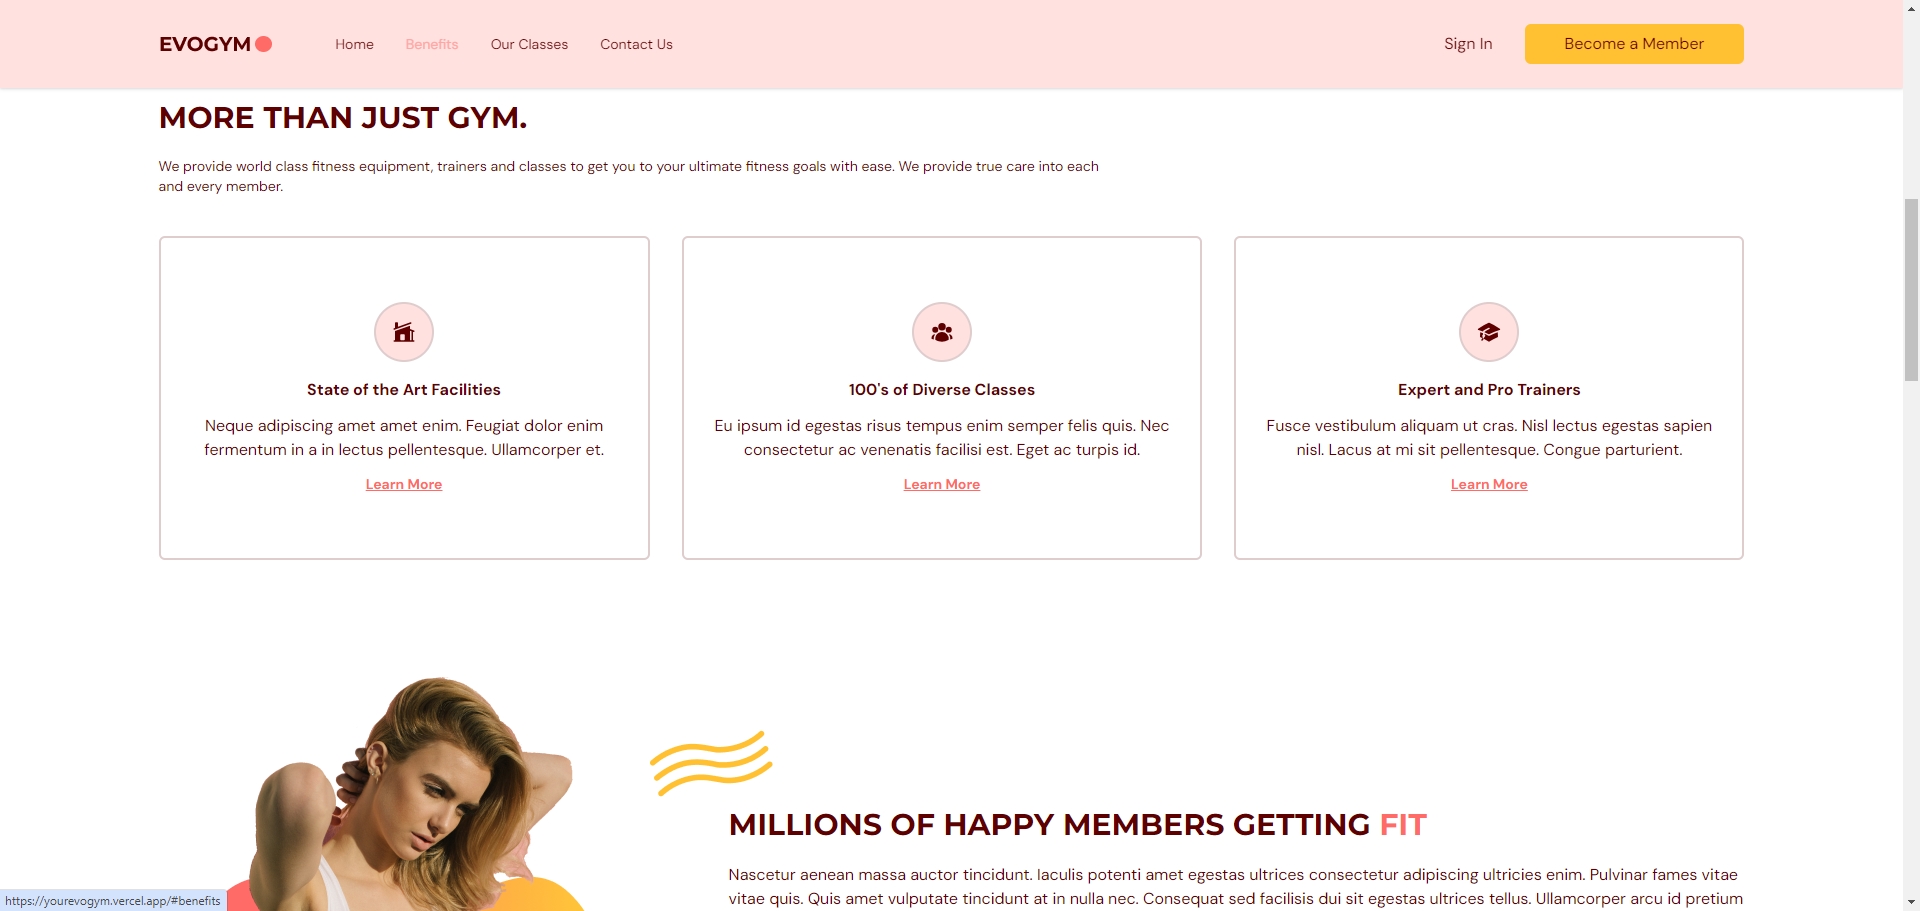 EVOGYM
Home
Benefits
Our Classes
Contact Us
Sign In
Become a Member
MORE THAN JUST GYM.
We provide world class fitness equipment, trainers and classes to get you to your ultimate fitness goals with ease. We provide true care into each
and every member.
State of the Art Facilities
Neque adipiscing amet amet enim. Feugiat dolor enim
fermentum in a in lectus pellentesque. Ullamcorper et.
Learn More
100's of Diverse Classes
Eu ipsum id egestas risus tempus enim semper felis quis. Nec
consectetur ac venenatis facilisi est. Eget ac turpis id.
Learn More
Expert and Pro Trainers
Fusce vestibulum aliquam ut cras. Nisl lectus egestas sapien
nisl. Lacus at mi sit pellentesque. Congue parturient.
Learn More
MILLIONS OF HAPPY MEMBERS GETTING FIT
Nascetur aenean massa auctor tincidunt. Iaculis potenti amet egestas ultrices consectetur adipiscing ultricies enim. Pulvinar fames vitae
vitae quis. Quis amet vulputate tincidunt at in nulla nec. Consequat sed facilisis dui sit egestas ultrices tellus. Ullamcorper arcu id pretium
https://yourevogym.vercel.app/#benefits